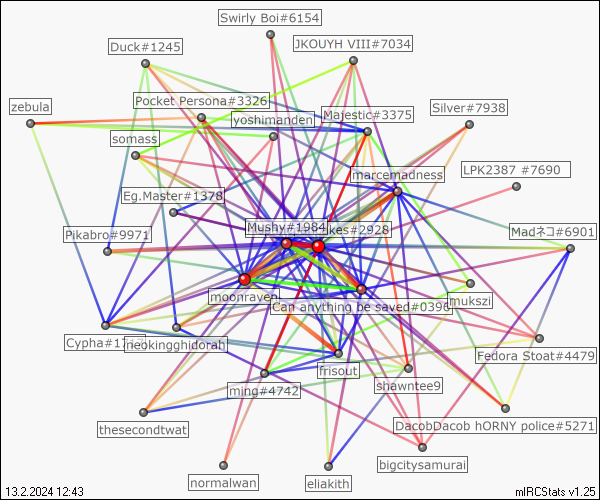 Swirly Boi#6154
Duck#1245
JKOUYH VIII#7034
zebula
Pocket Persona#3326
yoshimanden
Majestic#3375
Silver#7938
somass
marcemadness
LPK2387 #7690
Eg.Master#1378
Pikabro#9971
Mushy#1984
kes#2928
Madネコ#6901
moonraven
Can anything be saved#0396
mukszi
Cypha#1
neokingghidorah
frisout
Fedora Stoat#4479
ming#4742
shawntee9
thesecondtwat
DacobDacob hORNY police#5271
bigcitysamurai
normalwan
eliakith
13.2.2024 12:43
mIRCStats v1.25